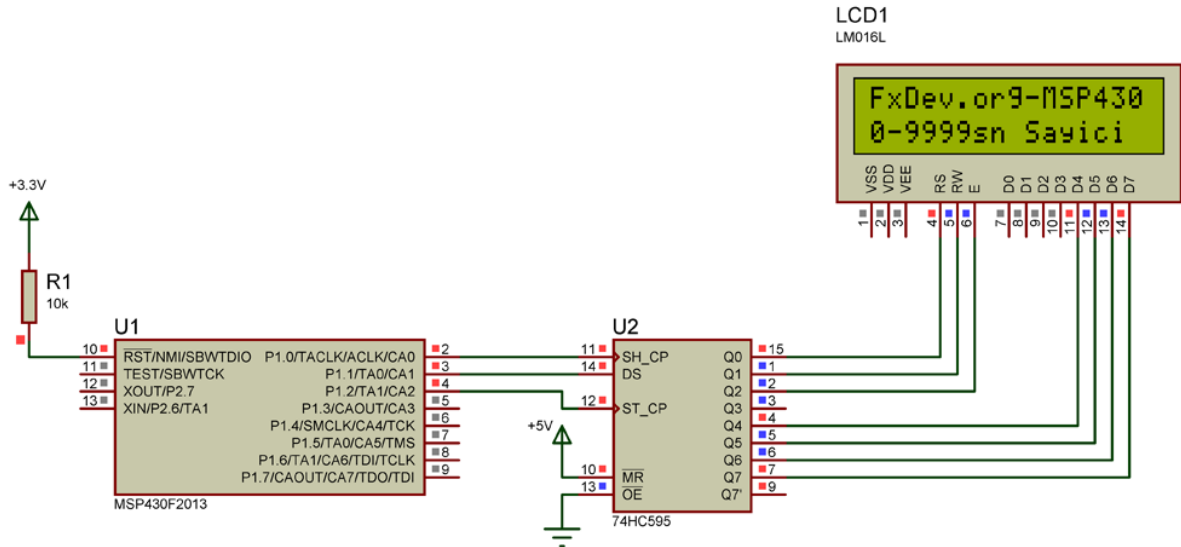 LCD1
LM016L
FxDev.or9-MSP430
0-9999sn Sayici
VSS VDD VEE RS RW E D0 D1 D2 D3 D4 D5 D6 D7
1 2 3 4 5 6 7 8 9 10 11 12 13 14
+3.3V
R1
10k
U1
10 RST/NMI/SBWTDIO P1.0/TACLK/ACLK/CA0 2
11 TEST/SBWTCK P1.1/TA0/CA1 3
12 XOUT/P2.7 P1.2/TA1/CA2 4
13 XIN/P2.6/TA1 P1.3/CAOUT/CA3 5
P1.4/SMCLK/CA4/TCK 6
P1.5/TA0/CA5/TMS 7
P1.6/TA1/CA6/TDI/TCLK 8
P1.7/CAOUT/CA7/TDO/TDI 9
MSP430F2013
U2
11 SH_CP Q0 15
14 DS Q1 1
Q2 2
12 ST_CP Q3 3
Q4 4
+5V
Q5 5
Q6 6
10 MR Q7 7
13 OE Q7' 9
74HC595